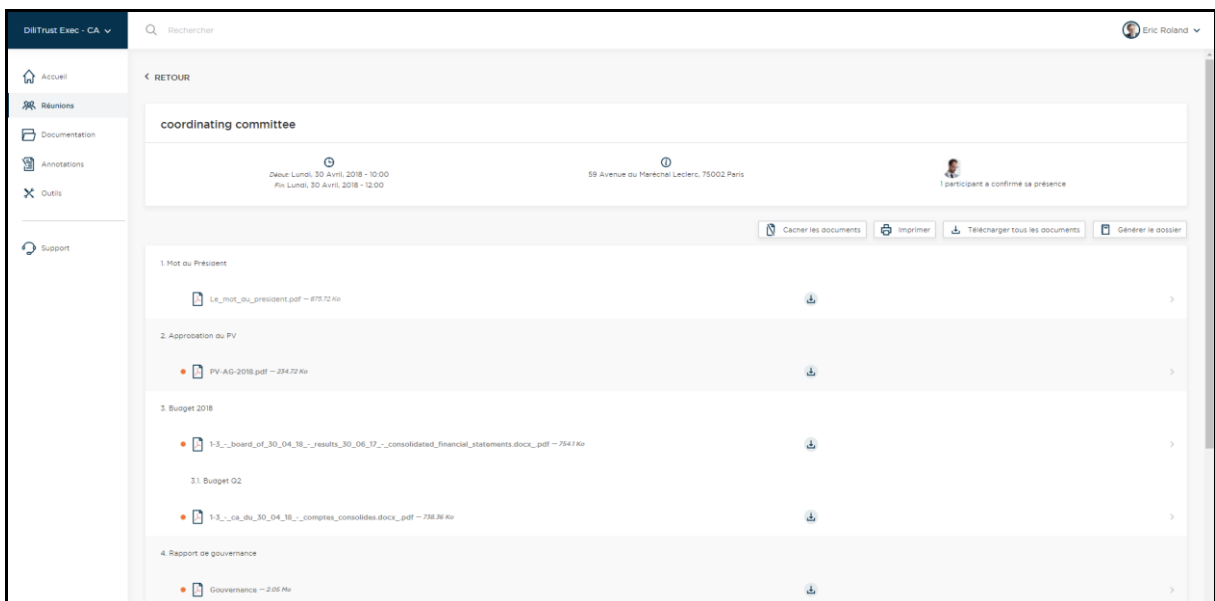 DiliTrust Exec - CA
Rechercher
Eric Roland
Accueil
Réunions
Documentation
Annotations
Outils
Support
RETOUR
coordinating committee
Début: Lundi, 30 Avril, 2018 - 10:00
Fin: Lundi, 30 Avril, 2018 - 12:00
59 Avenue du Maréchal Leclerc, 75002 Paris
1 participant a confirmé sa présence
Cacher les documents
Imprimer
Télécharger tous les documents
Générer le dossier
1. Mot du Président
Le_mot_du_president.pdf — 875.72 Ko
2. Approbation du PV
PV-AG-2018.pdf — 234.72 Ko
3. Budget 2018
1-3_-_board_of_30_04_18_-_results_30_06_17_-_consolidated_financial_statements.docx_.pdf — 754.1 Ko
3.1. Budget Q2
1-3_-_ca_du_30_04_18_-_comptes_consolides.docx_.pdf — 738.36 Ko
4. Rapport de gouvernance
Gouvernance — 2.05 Mo